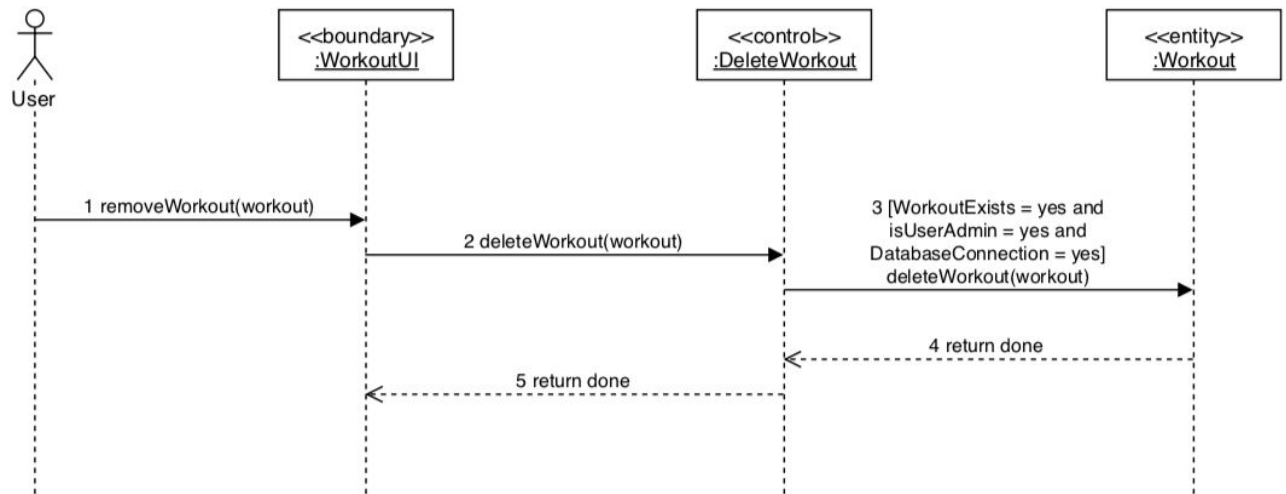 <<boundary>>
:WorkoutUI
<<control>>
:DeleteWorkout
<<entity>>
:Workout
User
1 removeWorkout(workout)
2 deleteWorkout(workout)
3 [WorkoutExists = yes and
isUserAdmin = yes and
DatabaseConnection = yes]
deleteWorkout(workout)
4 return done
5 return done